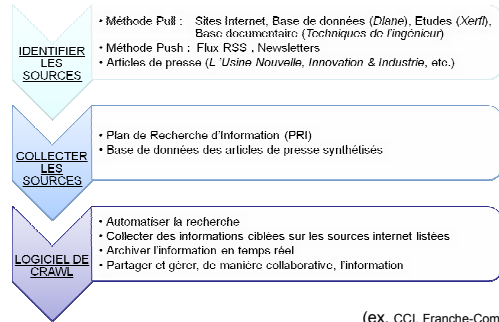 • Méthode Pull : Sites Internet, Base de données (Diane), Etudes (Xerfi),
Base documentaire (Techniques de l'ingénieur)
• Méthode Push : Flux RSS , Newsletters
• Articles de presse (L 'Usine Nouvelle, Innovation & Industrie, etc.)
IDENTIFIER
LES
SOURCES
• Plan de Recherche d'Information (PRI)
• Base de données des articles de presse synthétisés
COLLECTER
LES
SOURCES
• Automatiser la recherche
• Collecter des informations ciblées sur les sources internet listées
• Archiver l'information en temps réel
• Partager et gérer, de manière collaborative, l'information
LOGICIEL DE
CRAWL
(ex. CCI, Franche-Com